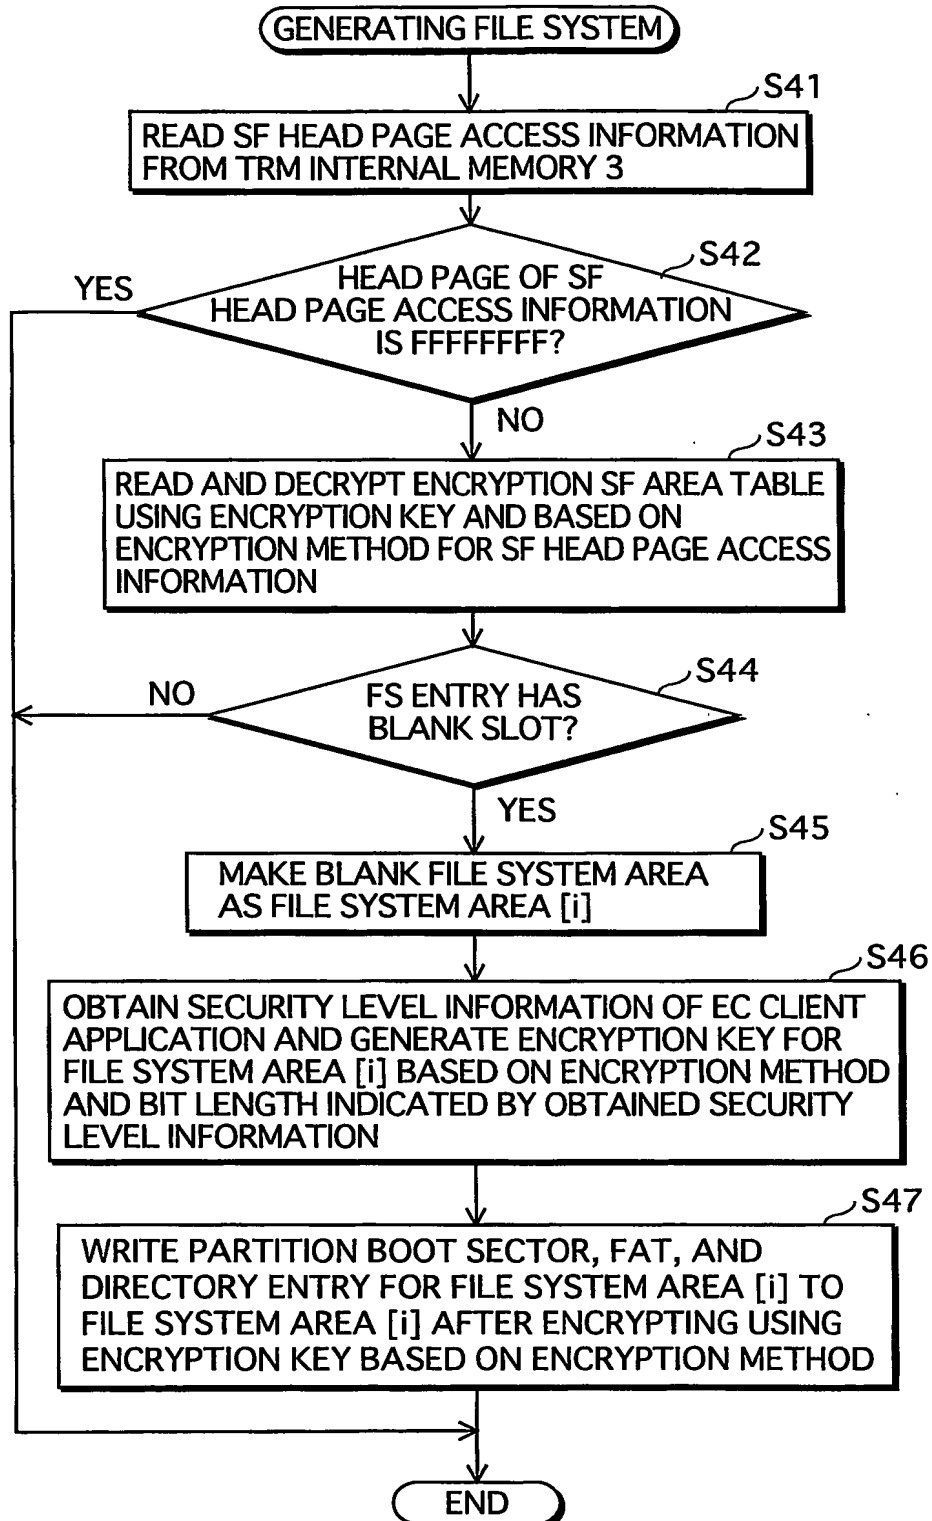 GENERATING FILE SYSTEM
S41
READ SF HEAD PAGE ACCESS INFORMATION
FROM TRM INTERNAL MEMORY 3
S42
YES
HEAD PAGE OF SF
HEAD PAGE ACCESS INFORMATION
IS FFFFFFFF?
NO
S43
READ AND DECRYPT ENCRYPTION SF AREA TABLE
USING ENCRYPTION KEY AND BASED ON
ENCRYPTION METHOD FOR SF HEAD PAGE ACCESS
INFORMATION
S44
NO
FS ENTRY HAS
BLANK SLOT?
YES
S45
MAKE BLANK FILE SYSTEM AREA
AS FILE SYSTEM AREA [i]
S46
OBTAIN SECURITY LEVEL INFORMATION OF EC CLIENT
APPLICATION AND GENERATE ENCRYPTION KEY FOR
FILE SYSTEM AREA [i] BASED ON ENCRYPTION METHOD
AND BIT LENGTH INDICATED BY OBTAINED SECURITY
LEVEL INFORMATION
S47
WRITE PARTITION BOOT SECTOR, FAT, AND
DIRECTORY ENTRY FOR FILE SYSTEM AREA [i] TO
FILE SYSTEM AREA [i] AFTER ENCRYPTING USING
ENCRYPTION KEY BASED ON ENCRYPTION METHOD
END